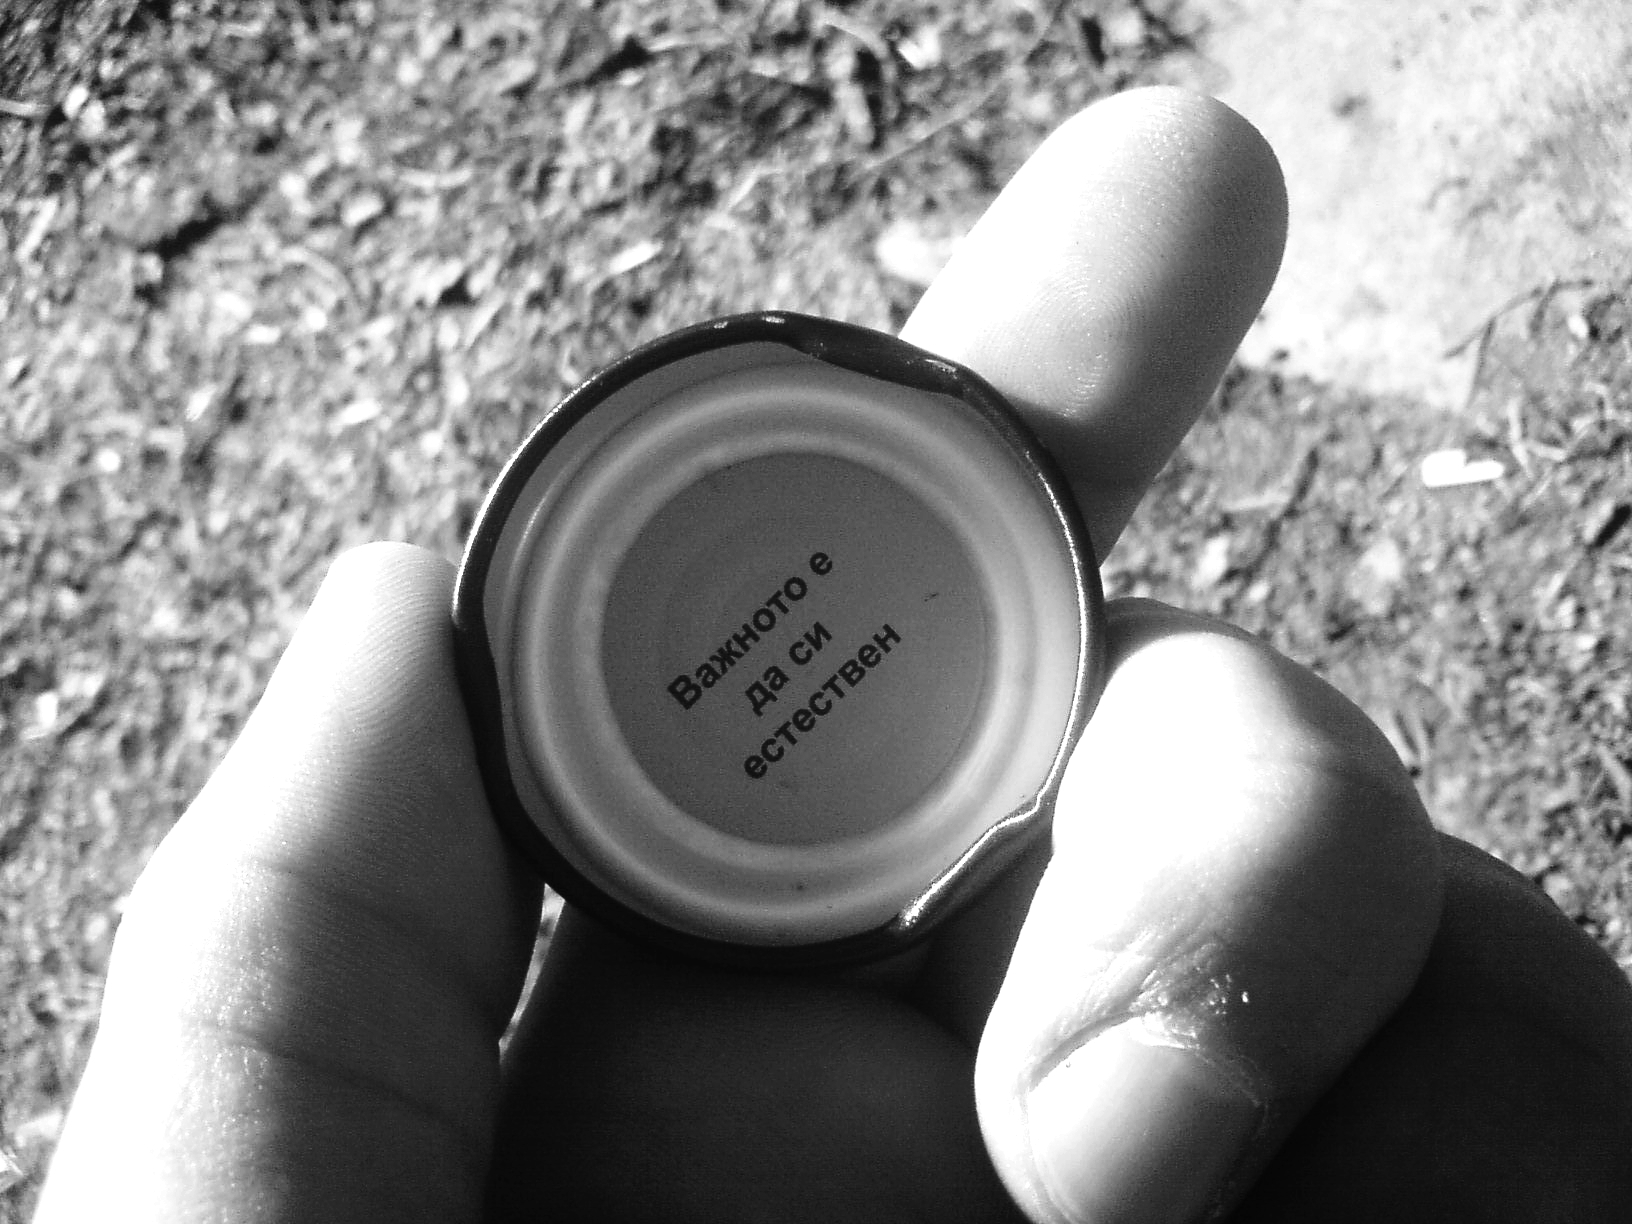 Важното е
да си
естествен